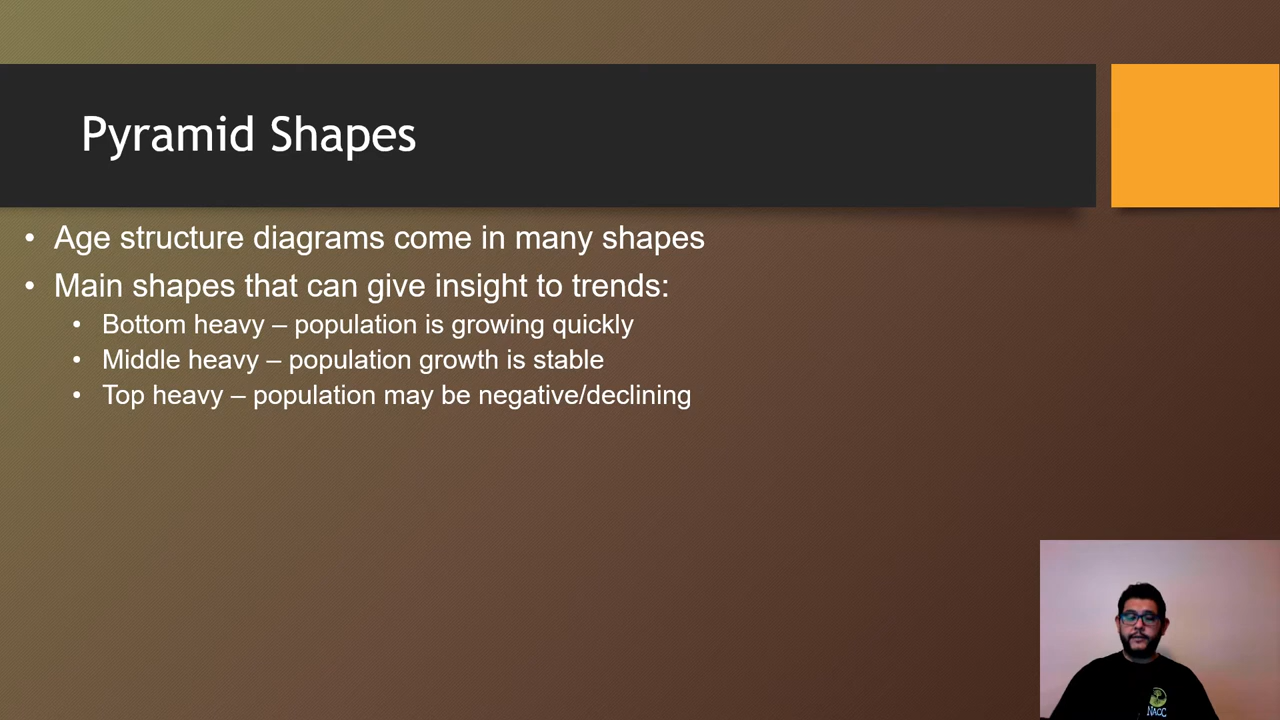 Pyramid Shapes
• Age structure diagrams come in many shapes
• Main shapes that can give insight to trends:
• Bottom heavy – population is growing quickly
• Middle heavy – population growth is stable
• Top heavy – population may be negative/declining
NACC